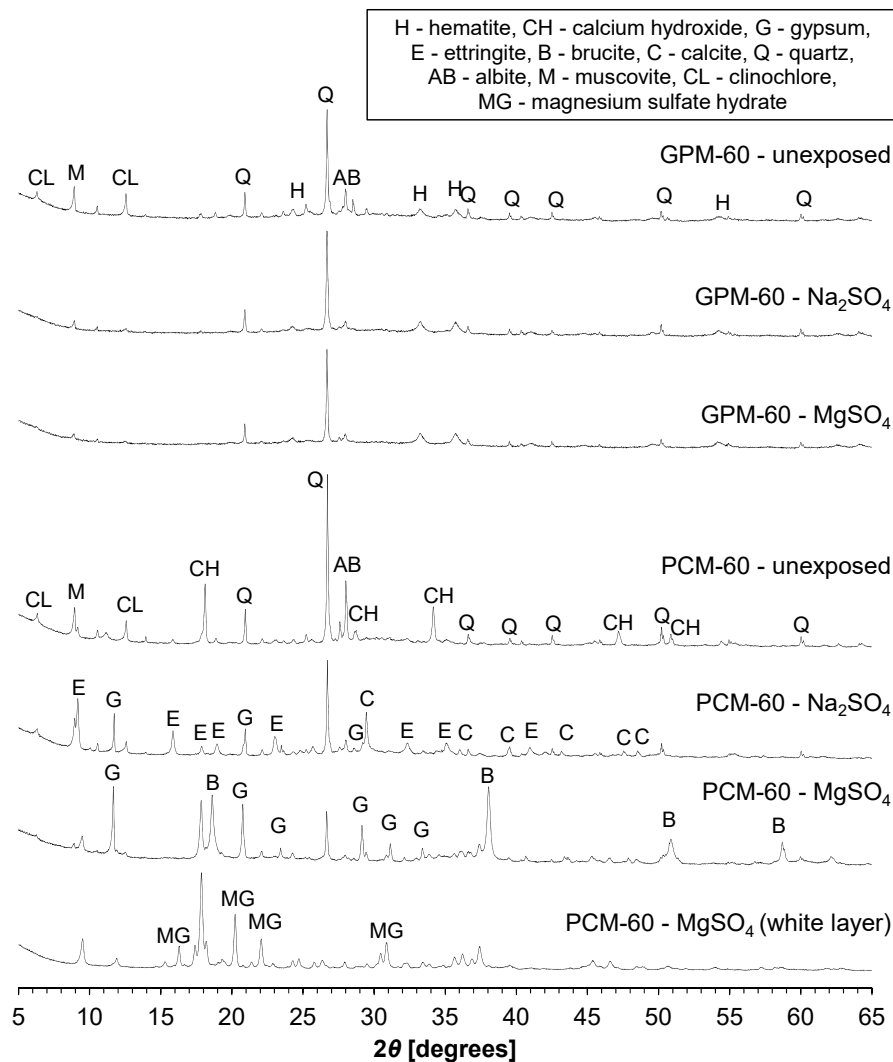 H - hematite, CH - calcium hydroxide, G - gypsum,
E - ettringite, B - brucite, C - calcite, Q - quartz,
AB - albite, M - muscovite, CL - clinochlore,
MG - magnesium sulfate hydrate
GPM-60 - unexposed
CL M CL Q H Q AB H H Q Q Q Q H Q
GPM-60 - Na₂SO₄
GPM-60 - MgSO₄
PCM-60 - unexposed
CL M CL CH Q Q AB CH CH Q Q Q CH Q CH Q
PCM-60 - Na₂SO₄
E G E E E G E G C E E C C E C C C
PCM-60 - MgSO₄
G B G G G G G B B B
PCM-60 - MgSO₄ (white layer)
MG MG MG MG
5 10 15 20 25 30 35 40 45 50 55 60 65
2θ [degrees]